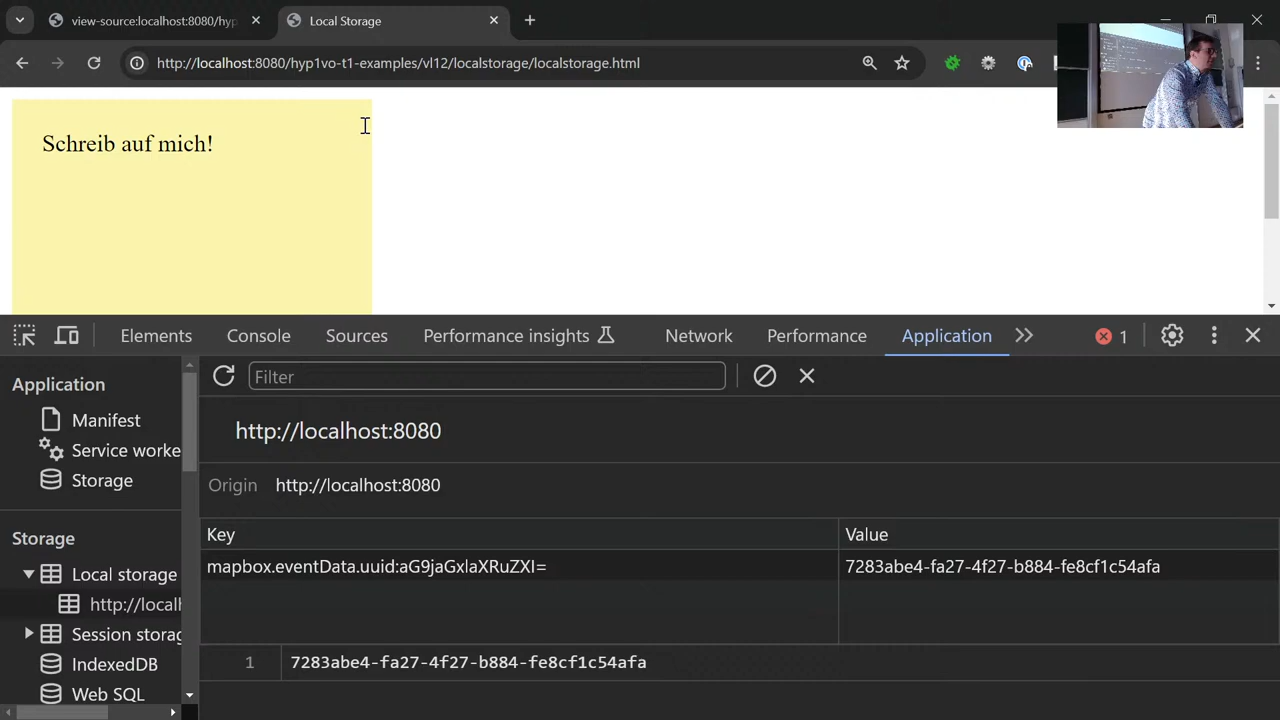 view-source:localhost:8080/hyp
Local Storage
http://localhost:8080/hyp1vo-t1-examples/vl12/localstorage/localstorage.html
Schreib auf mich!
Elements
Console
Sources
Performance insights
Network
Performance
Application
1
Application
Filter
Manifest
http://localhost:8080
Service worke
Storage
Origin http://localhost:8080
Storage
Key
Value
Local storage
mapbox.eventData.uuid:aG9jaGxlaXRuZXI=
7283abe4-fa27-4f27-b884-fe8cf1c54afa
http://localh
Session storag
IndexedDB
1 7283abe4-fa27-4f27-b884-fe8cf1c54afa
Web SQL